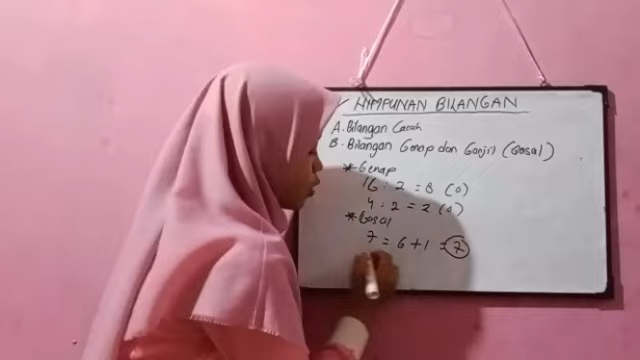 HIMPUNAN BILANGAN
A. Bilangan Cacah
B. Bilangan Genap dan Ganjil (Gasal)
* Genap
16 : 2 = 8 (0)
4 : 2 = 2 (0)
* Gasal
7 = 6 + 1 = 7